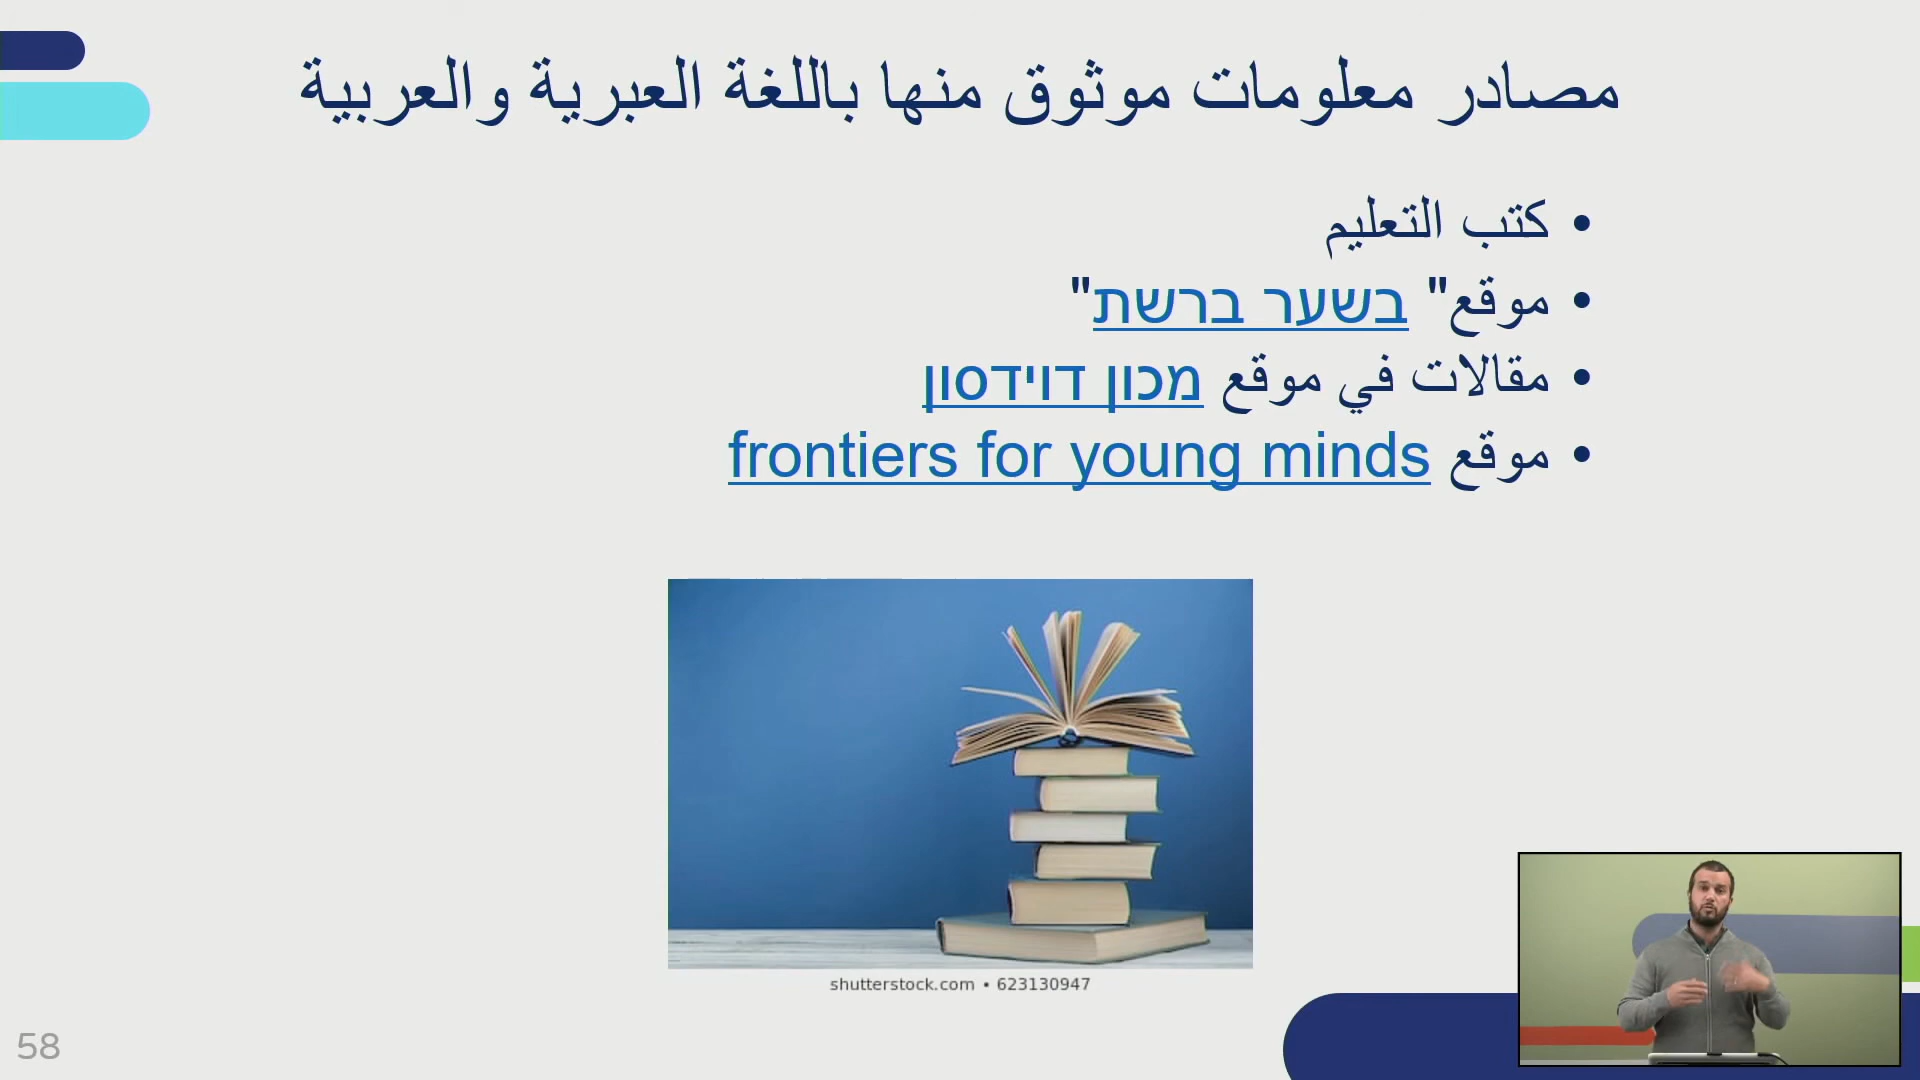 مصادر معلومات موثوق منها باللغة العبرية والعربية
• كتب التعليم
• موقع" בשער ברשת"
• مقالات في موقع מכון דוידסון
• موقع frontiers for young minds
shutterstock.com • 623130947
58